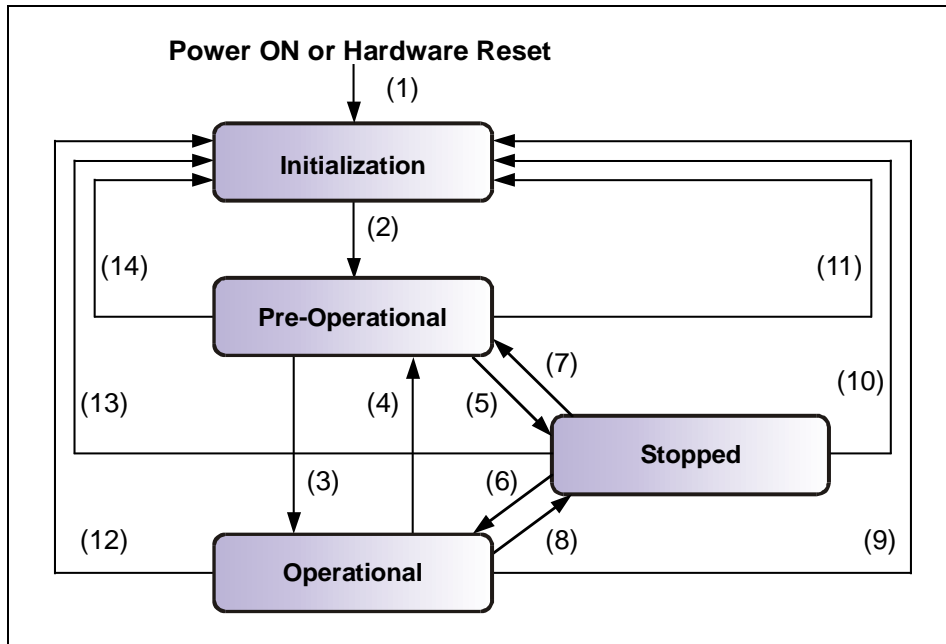 Power ON or Hardware Reset
(1)
Initialization
(2)
(14)
(11)
Pre-Operational
(7)
(13)
(4)
(5)
(10)
Stopped
(3)
(6)
(12)
(8)
(9)
Operational